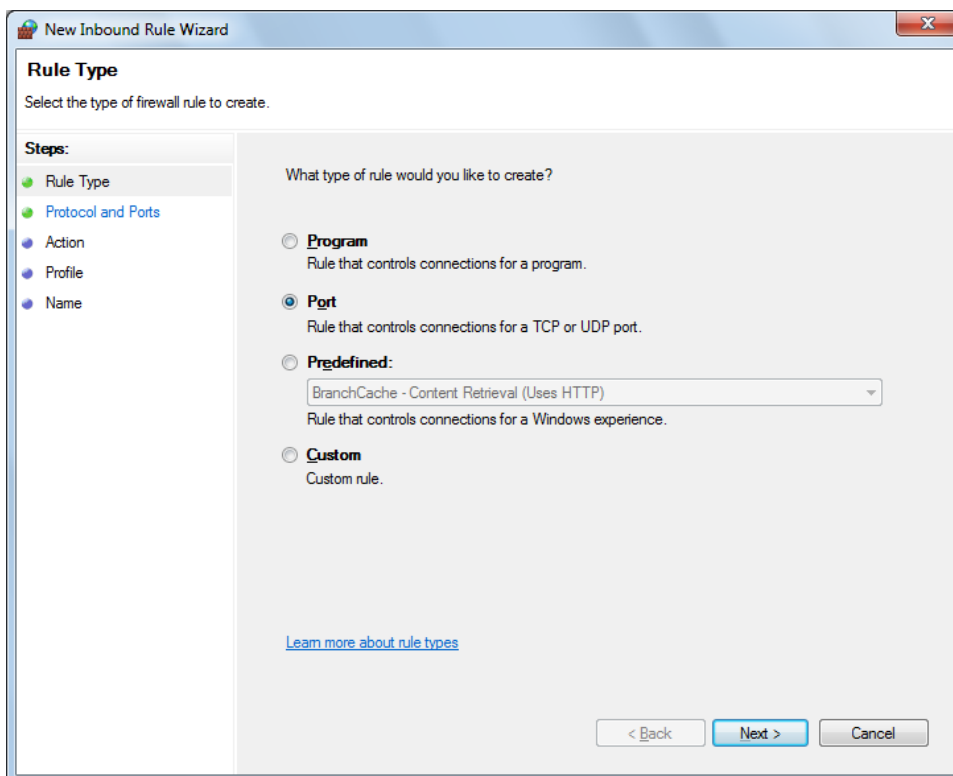 New Inbound Rule Wizard
Rule Type
Select the type of firewall rule to create.
Steps:
Rule Type
Protocol and Ports
Action
Profile
Name
What type of rule would you like to create?
Program
Rule that controls connections for a program.
Port
Rule that controls connections for a TCP or UDP port.
Predefined:
BranchCache - Content Retrieval (Uses HTTP)
Rule that controls connections for a Windows experience.
Custom
Custom rule.
Learn more about rule types
< Back Next > Cancel